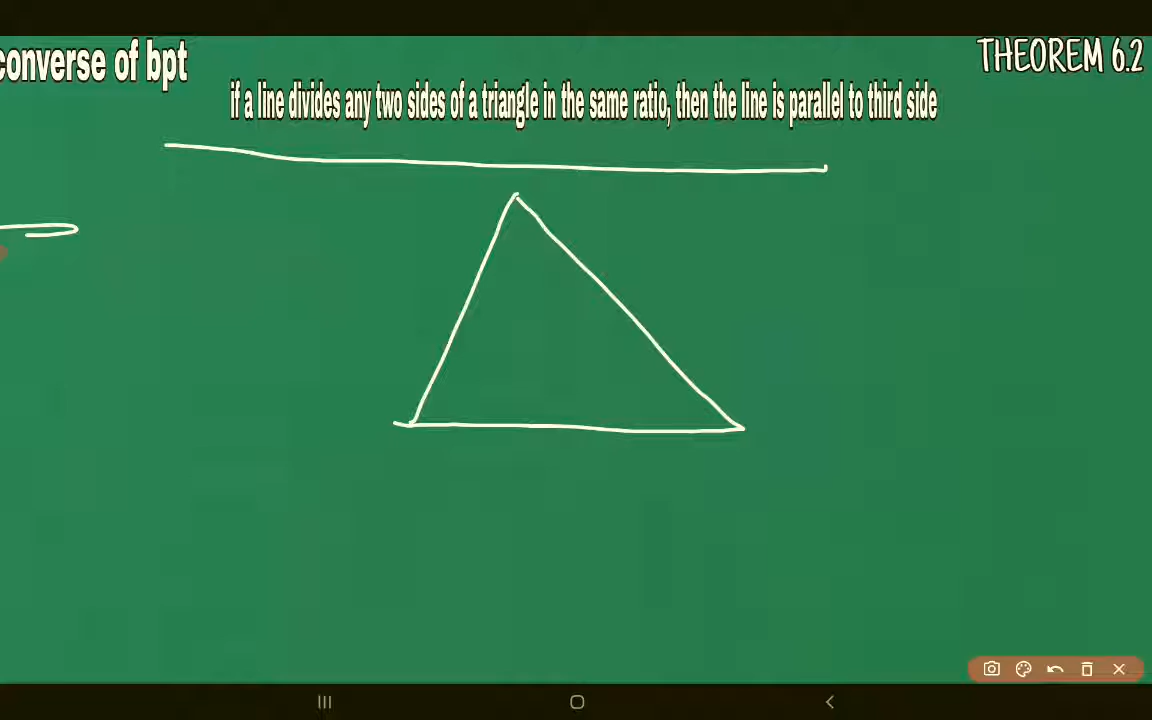 converse of bpt
THEOREM 6.2
if a line divides any two sides of a triangle in the same ratio, then the line is parallel to third side